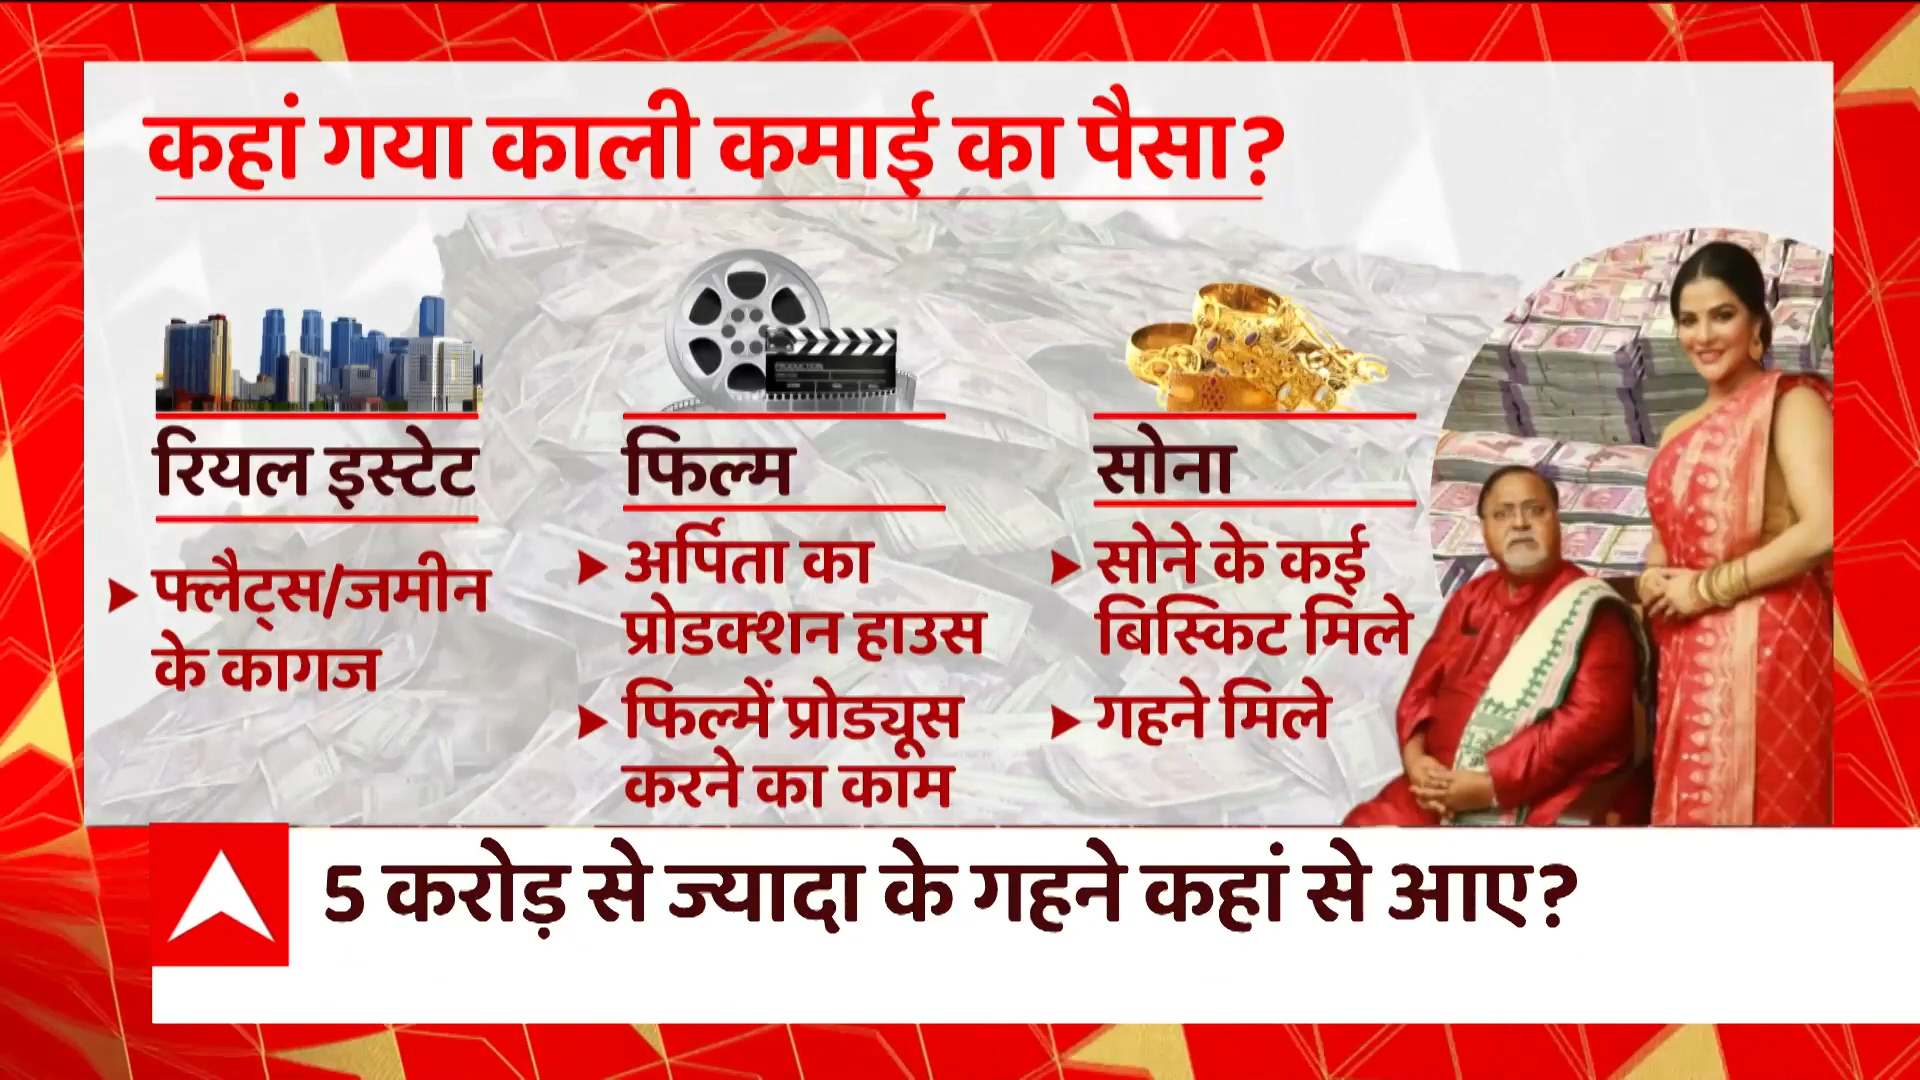 कहां गया काली कमाई का पैसा?
रियल इस्टेट
फ्लैट्स/जमीन
के कागज
फिल्म
अर्पिता का
प्रोडक्शन हाउस
फिल्में प्रोड्यूस
करने का काम
सोना
सोने के कई
बिस्किट मिले
गहने मिले
5 करोड़ से ज्यादा के गहने कहां से आए?